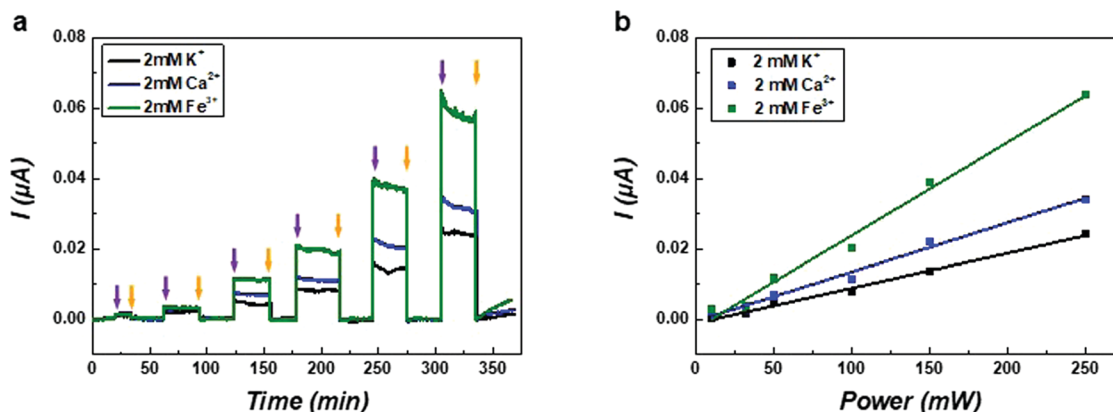 a
0.08
0.06
0.04
0.02
0.00
I (μA)
2mM K⁺
2mM Ca²⁺
2mM Fe³⁺
0 50 100 150 200 250 300 350
Time (min)
b
0.08
0.06
0.04
0.02
0.00
I (μA)
2 mM K⁺
2 mM Ca²⁺
2 mM Fe³⁺
0 50 100 150 200 250
Power (mW)